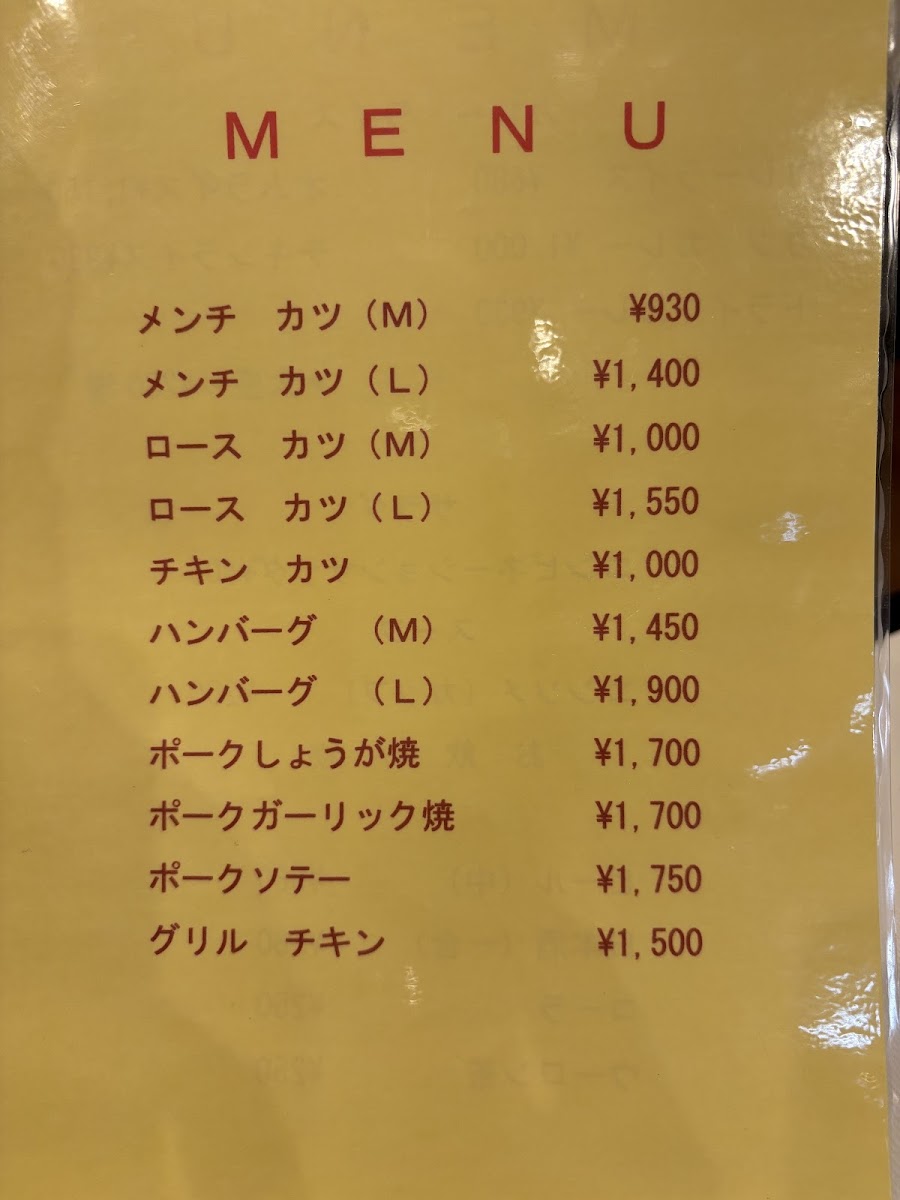 MENU
メンチ カツ（M） ¥930
メンチ カツ（L） ¥1,400
ロース カツ（M） ¥1,000
ロース カツ（L） ¥1,550
チキン カツ ¥1,000
ハンバーグ （M） ¥1,450
ハンバーグ （L） ¥1,900
ポークしょうが焼 ¥1,700
ポークガーリック焼 ¥1,700
ポークソテー ¥1,750
グリル チキン ¥1,500